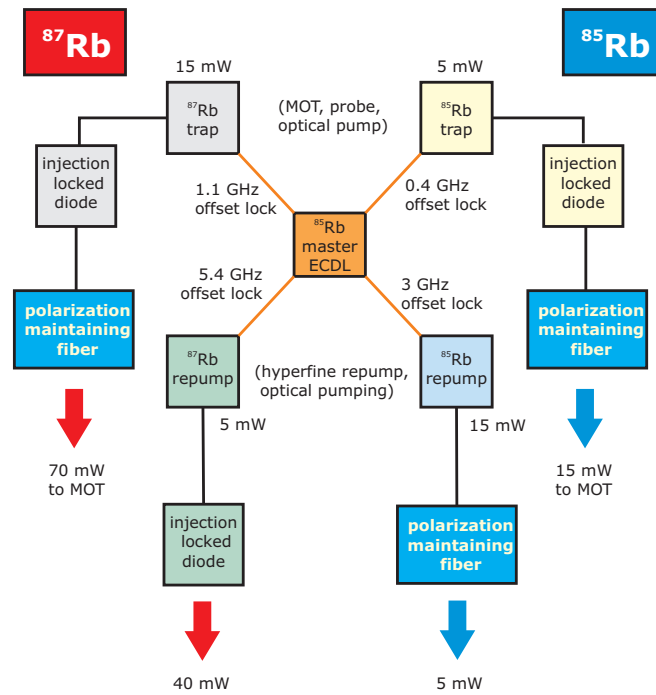 ⁸⁷Rb
⁸⁵Rb
15 mW
5 mW
⁸⁷Rb
trap
(MOT, probe,
optical pump)
⁸⁵Rb
trap
injection
locked
diode
injection
locked
diode
1.1 GHz
offset lock
0.4 GHz
offset lock
⁸⁵Rb
master
ECDL
5.4 GHz
offset lock
3 GHz
offset lock
polarization
maintaining
fiber
polarization
maintaining
fiber
⁸⁷Rb
repump
(hyperfine repump,
optical pumping)
⁸⁵Rb
repump
5 mW
15 mW
70 mW
to MOT
15 mW
to MOT
injection
locked
diode
polarization
maintaining
fiber
40 mW
5 mW